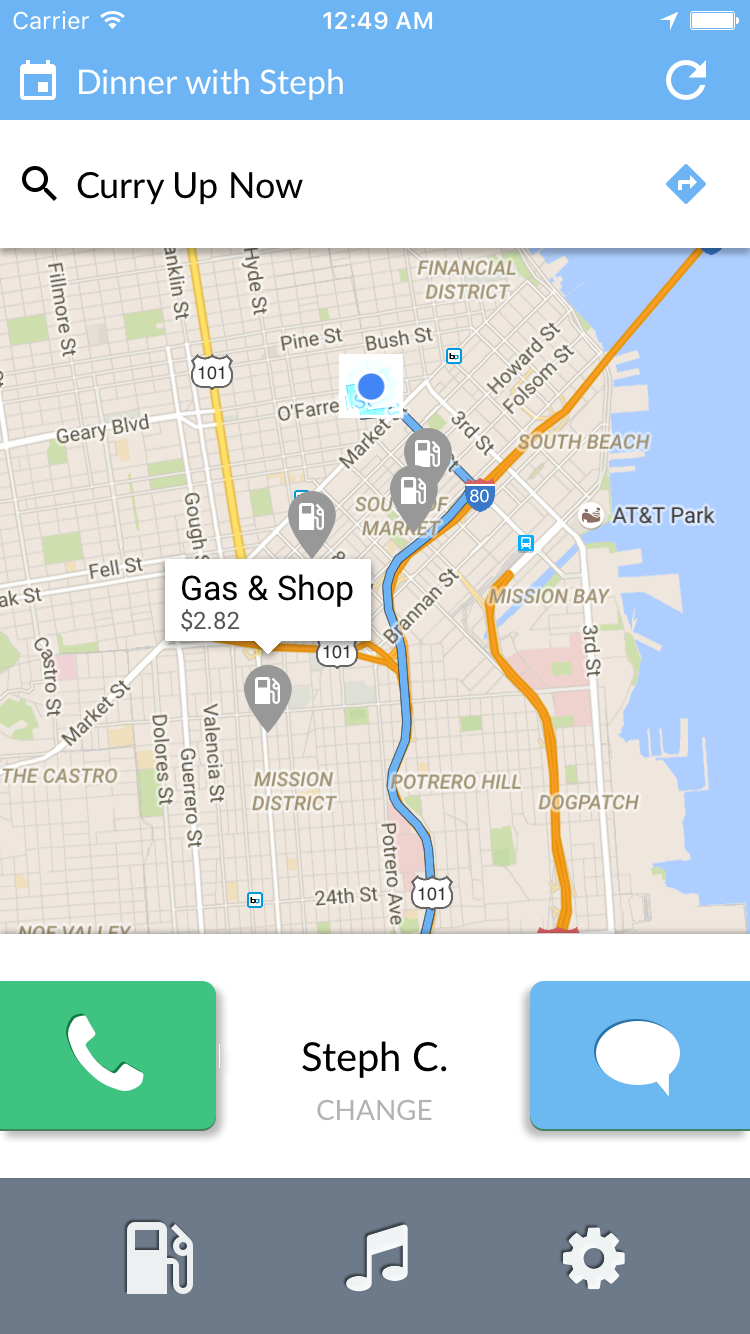 Carrier 12:49 AM
Dinner with Steph
Curry Up Now
FINANCIAL
DISTRICT
Fillmore St
Hyde St
anklin St
Pine St
Bush St
101
Howard St
Folsom St
O'Farre
Geary Blvd
Market
3rd St
SOUTH BEACH
80
Gough S
SOU OF
MARKET
AT&T Park
Fell St
ak St
Gas & Shop
$2.82
Brannan St
MISSION BAY
3rd St
101
Castro St
Market St
Valencia St
Dolores St
Guerrero St
THE CASTRO
MISSION
DISTRICT
POTRERO HILL
DOGPATCH
Potrero Ave
24th St
101
NOE VALLEY
Steph C.
CHANGE